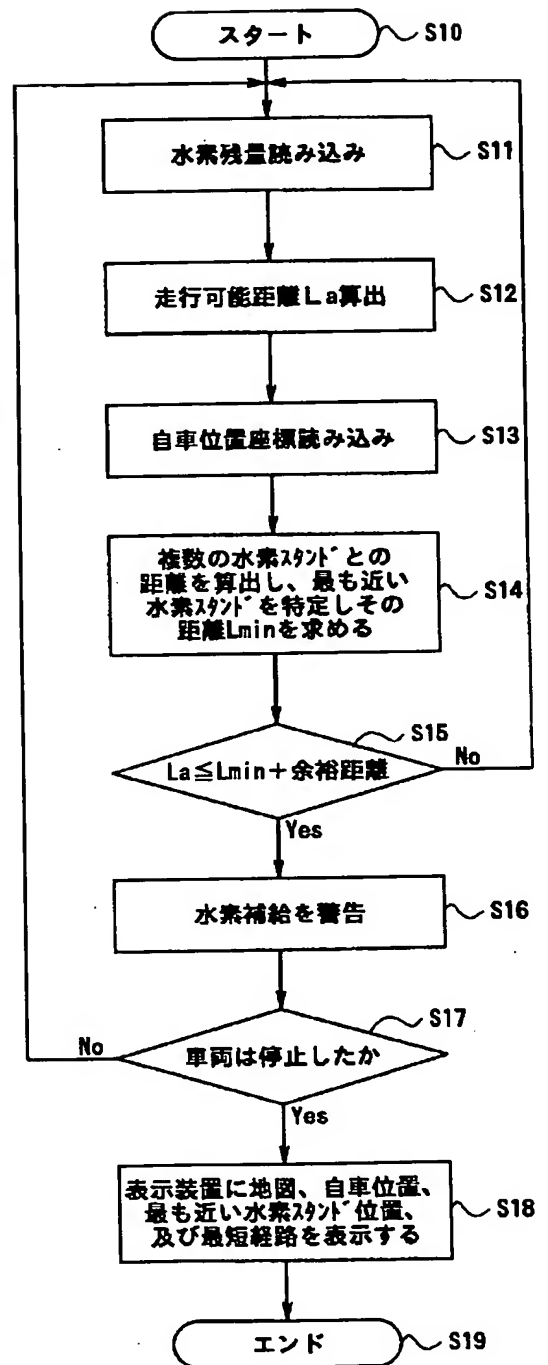 スタート
S10
水素残量読み込み
S11
走行可能距離La算出
S12
自車位置座標読み込み
S13
複数の水素ｽﾀﾝﾄﾞとの
距離を算出し、最も近い
水素ｽﾀﾝﾄﾞを特定しその
距離Lminを求める
S14
S15
La≦Lmin＋余裕距離
No
Yes
水素補給を警告
S16
S17
No
車両は停止したか
Yes
表示装置に地図、自車位置、
最も近い水素ｽﾀﾝﾄﾞ位置、
及び最短経路を表示する
S18
エンド
S19